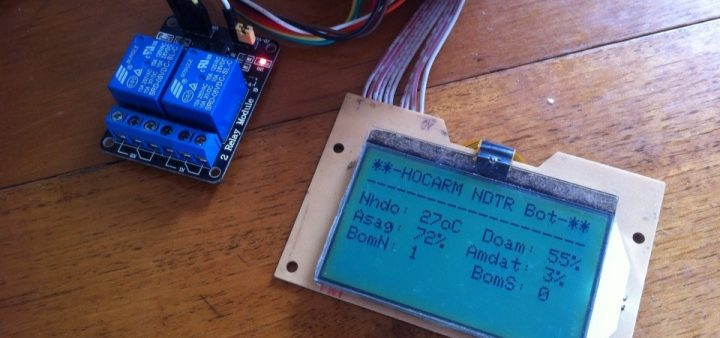 2 Relay Module
**-HOCARM NDTR Bot-**
Nhdo: 27oC Doam: 55%
Asag: 72% Amdat: 3%
BomN: 1 BomS: 0